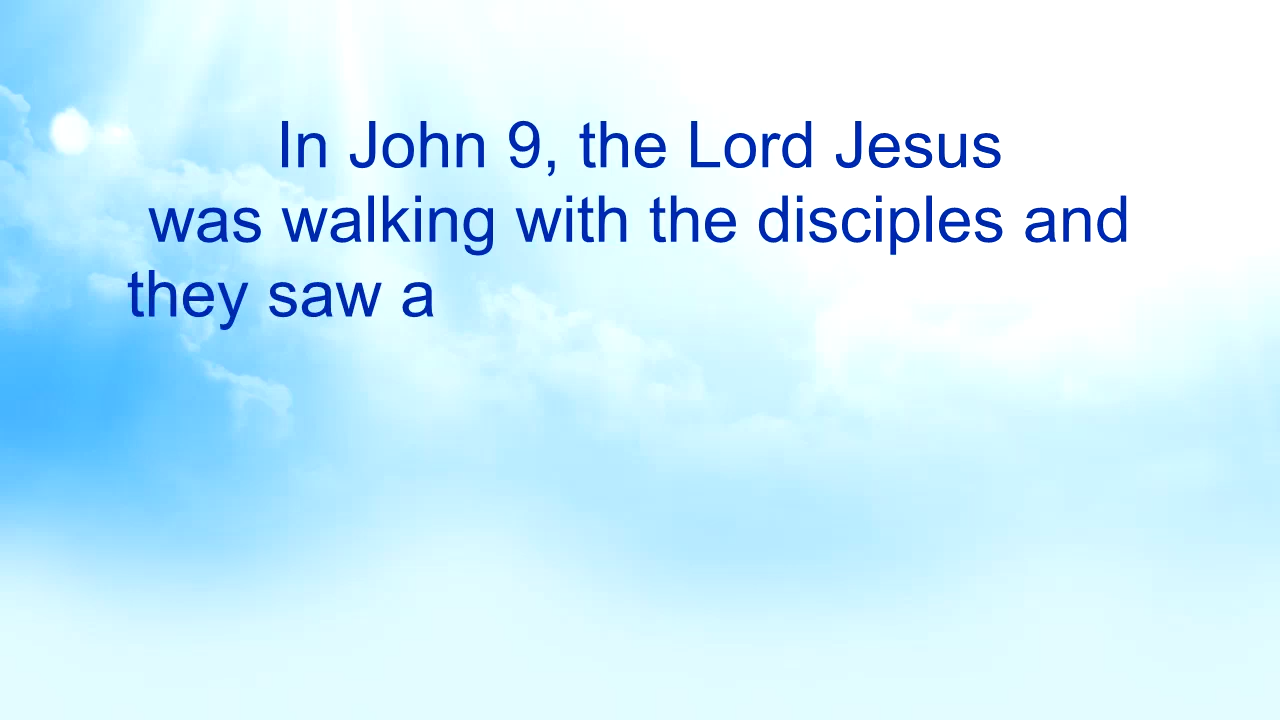 In John 9, the Lord Jesus
was walking with the disciples and
they saw a